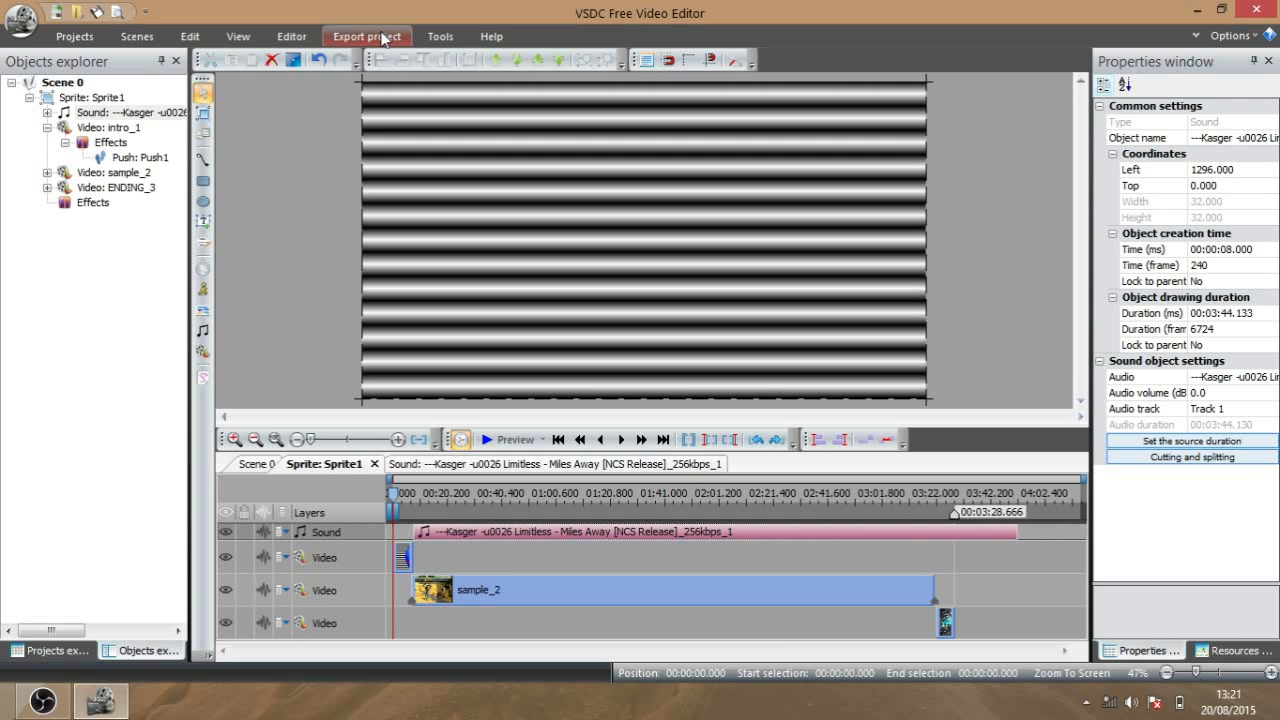 VSDC Free Video Editor
Projects Scenes Edit View Editor Export project Tools Help Options
Objects explorer
Scene 0
Sprite: Sprite1
Sound: ---Kasger -u0026
Video: intro_1
Effects
Push: Push1
Video: sample_2
Video: ENDING_3
Effects
Projects ex... Objects ex...
Properties window
Common settings
Type Sound
Object name ---Kasger -u0026 Lir
Coordinates
Left 1296.000
Top 0.000
Width 32.000
Height 32.000
Object creation time
Time (ms) 00:00:08.000
Time (frame) 240
Lock to parent No
Object drawing duration
Duration (ms) 00:03:44.133
Duration (fram 6724
Lock to parent No
Sound object settings
Audio ---Kasger -u0026 Lir
Audio volume (dB 0.0
Audio track Track 1
Audio duration 00:03:44.130
Set the source duration
Cutting and splitting
Properties ... Resources ...
Preview
Scene 0 Sprite: Sprite1 Sound: ---Kasger -u0026 Limitless - Miles Away [NCS Release]_256kbps_1
000 00:20.200 00:40.400 01:00.600 01:20.800 01:41.000 02:01.200 02:21.400 02:41.600 03:01.800 03:22.000 03:42.200 04:02.400
Layers 00:03:28.666
Sound ---Kasger -u0026 Limitless - Miles Away [NCS Release]_256kbps_1
Video
Video sample_2
Video
Position: 00:00:00.000 Start selection: 00:00:00.000 End selection: 00:00:00.000 Zoom To Screen 47%
13:21
20/08/2015